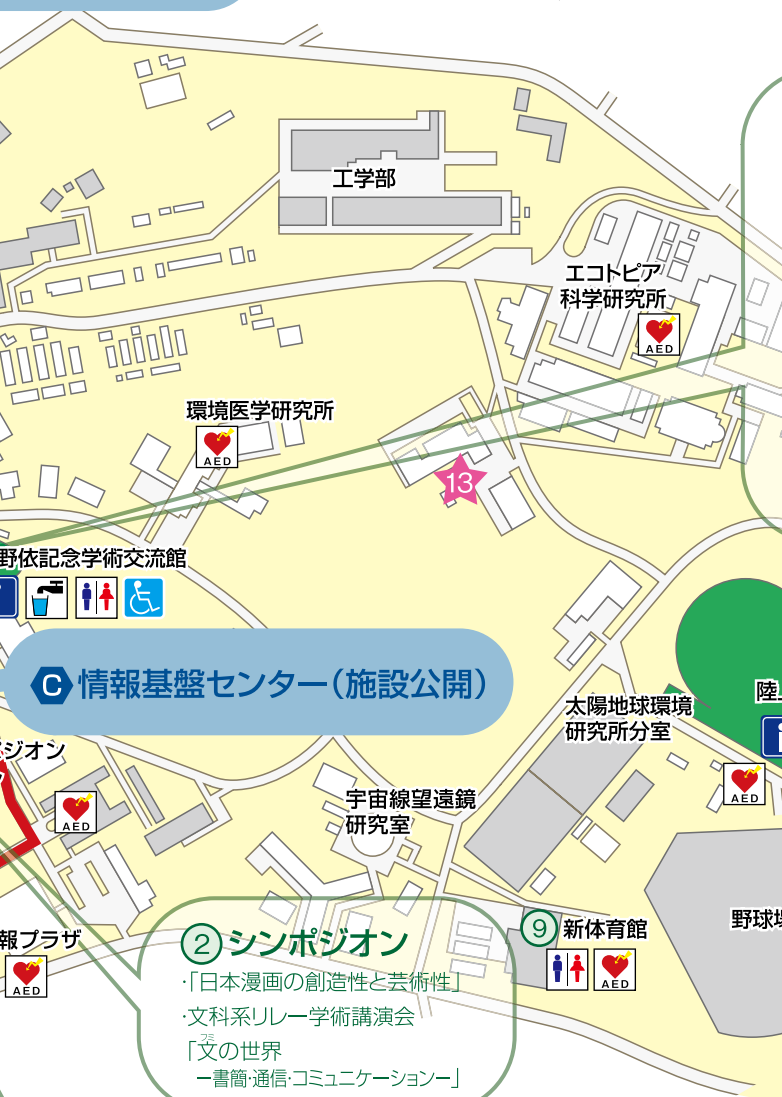 工学部
エコトピア
科学研究所
AED
環境医学研究所
AED
13
野依記念学術交流館
C 情報基盤センター（施設公開）
太陽地球環境
研究所分室
AED
ジオン
AED
宇宙線望遠鏡
研究室
野球場
報プラザ
AED
② シンポジオン
・「日本漫画の創造性と芸術性」
・文科系リレー学術講演会
フミ
「文の世界
ー書簡・通信・コミュニケーションー」
⑨ 新体育館
AED